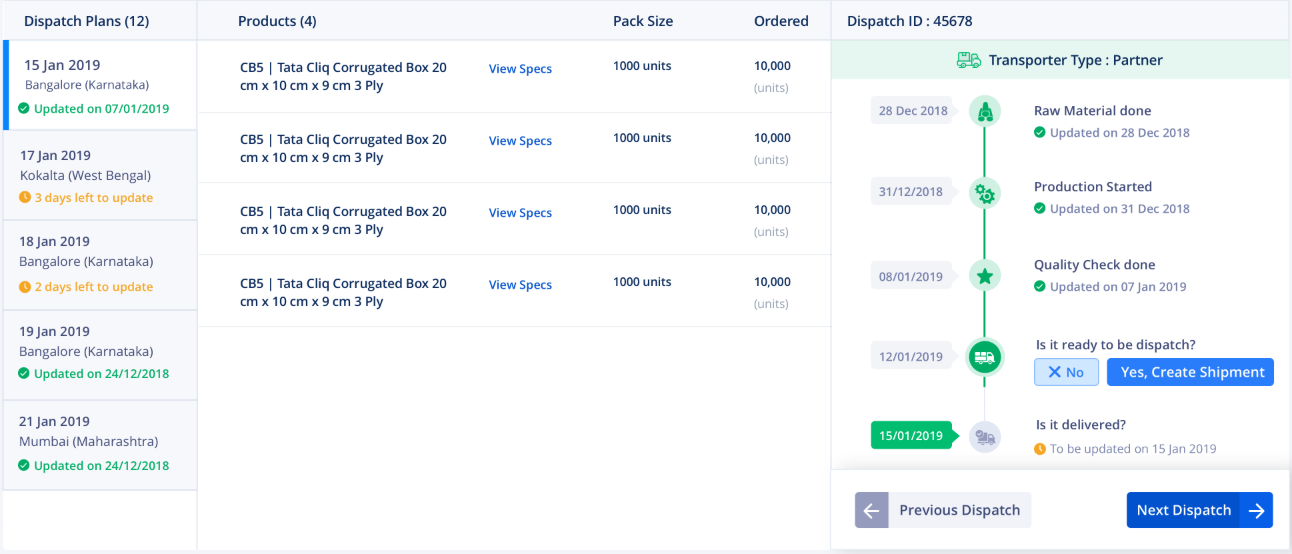 Dispatch Plans (12)
15 Jan 2019
Bangalore (Karnataka)
Updated on 07/01/2019
17 Jan 2019
Kokalta (West Bengal)
3 days left to update
18 Jan 2019
Bangalore (Karnataka)
2 days left to update
19 Jan 2019
Bangalore (Karnataka)
Updated on 24/12/2018
21 Jan 2019
Mumbai (Maharashtra)
Updated on 24/12/2018
Products (4) Pack Size Ordered
CB5 | Tata Cliq Corrugated Box 20 View Specs 1000 units 10,000
cm x 10 cm x 9 cm 3 Ply (units)
CB5 | Tata Cliq Corrugated Box 20 View Specs 1000 units 10,000
cm x 10 cm x 9 cm 3 Ply (units)
CB5 | Tata Cliq Corrugated Box 20 View Specs 1000 units 10,000
cm x 10 cm x 9 cm 3 Ply (units)
CB5 | Tata Cliq Corrugated Box 20 View Specs 1000 units 10,000
cm x 10 cm x 9 cm 3 Ply (units)
Dispatch ID : 45678
Transporter Type : Partner
28 Dec 2018 Raw Material done
Updated on 28 Dec 2018
31/12/2018 Production Started
Updated on 31 Dec 2018
08/01/2019 Quality Check done
Updated on 07 Jan 2019
12/01/2019 Is it ready to be dispatch?
No Yes, Create Shipment
15/01/2019 Is it delivered?
To be updated on 15 Jan 2019
Previous Dispatch Next Dispatch